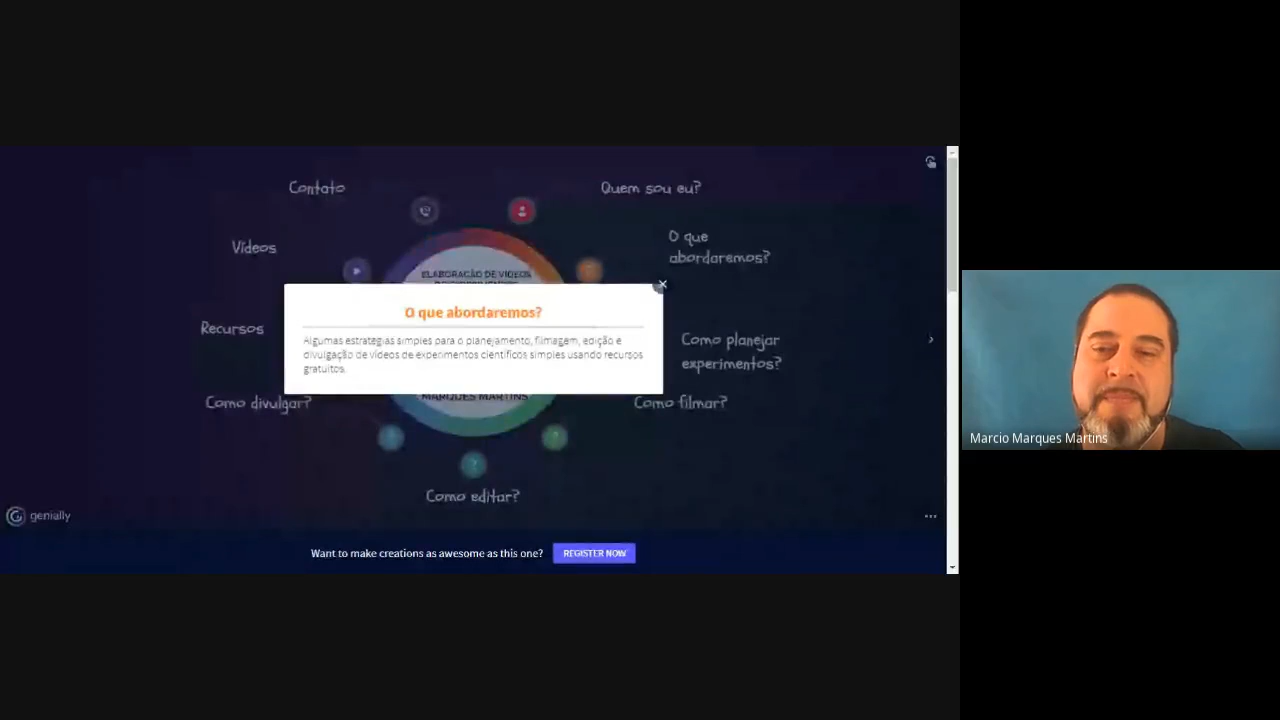 Contato
Quem sou eu?
Vídeos
O que
abordaremos?
ELABORAÇÃO DE VÍDEOS
O que abordaremos?
Algumas estratégias simples para o planejamento, filmagem, edição e
divulgação de vídeos de experimentos científicos simples usando recursos
gratuitos.
Recursos
Como planejar
experimentos?
MARQUES MARTINS
Como divulgar?
Como filmar?
Como editar?
genially
Want to make creations as awesome as this one?
REGISTER NOW
Marcio Marques Martins